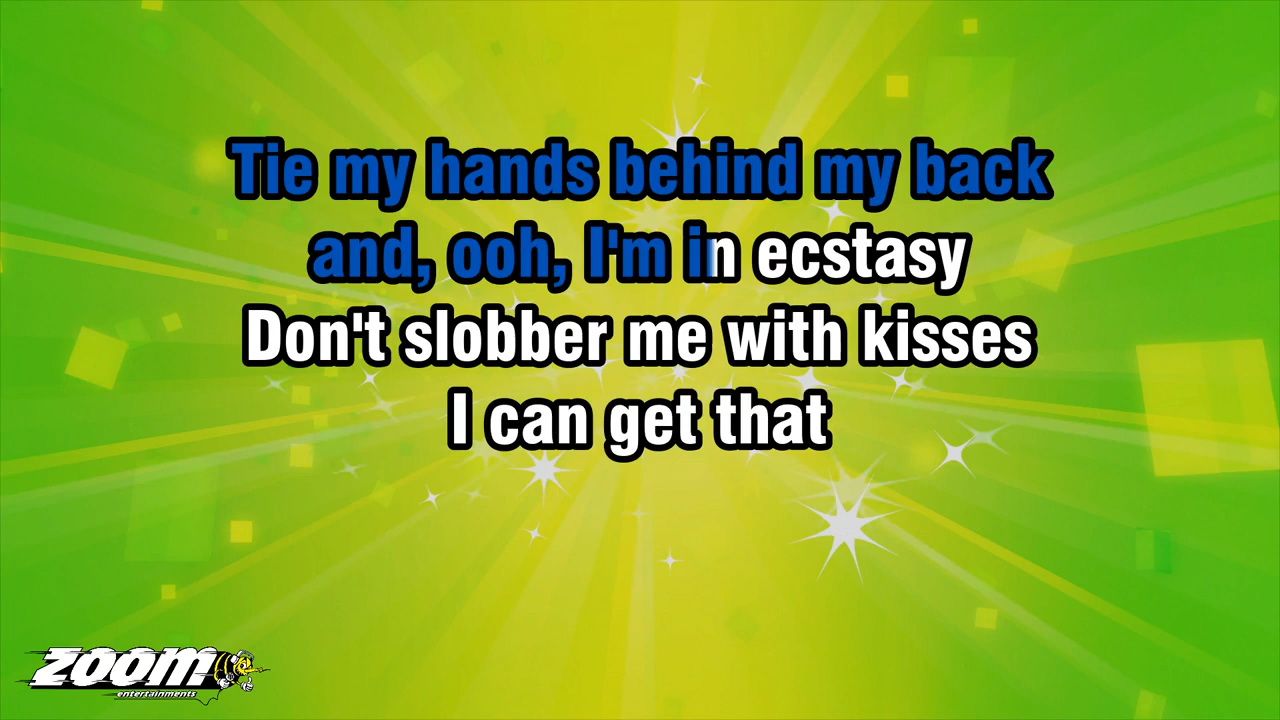 Tie my hands behind my back
and, ooh, I'm in ecstasy
Don't slobber me with kisses
I can get that
zoom
entertainments